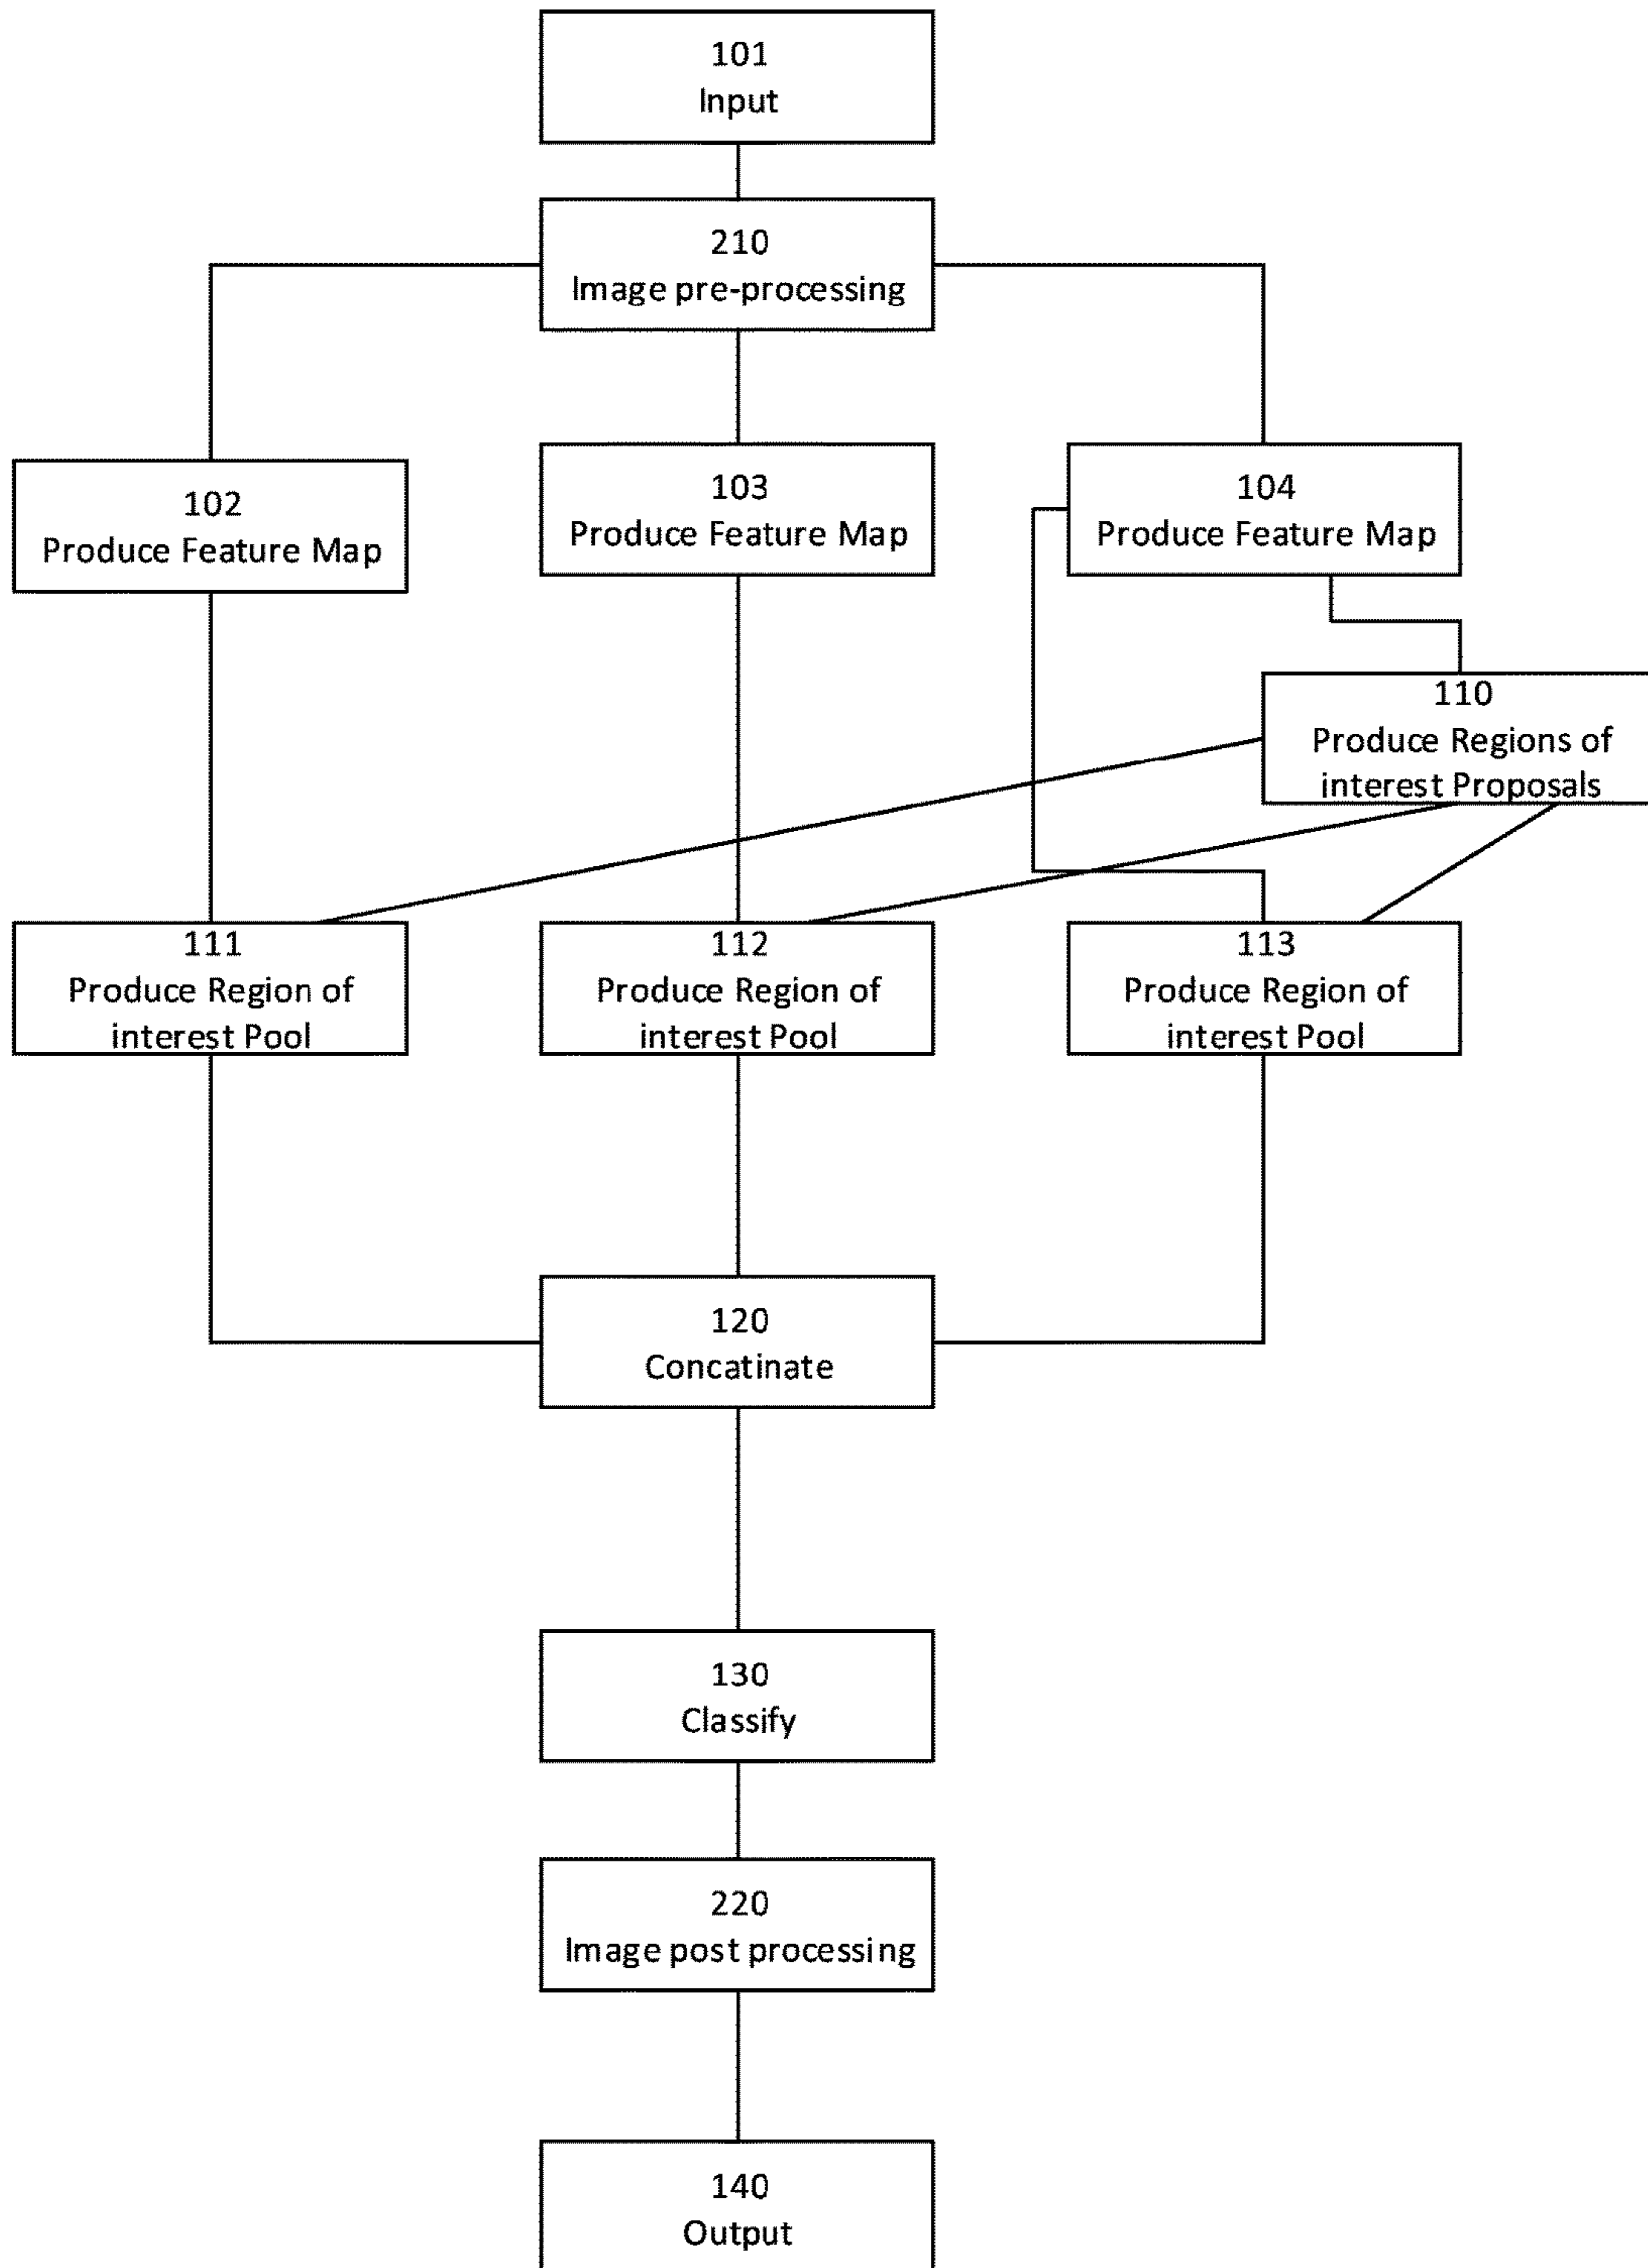 101
Input
210
Image pre-processing
102
Produce Feature Map
103
Produce Feature Map
104
Produce Feature Map
110
Produce Regions of
interest Proposals
111
Produce Region of
interest Pool
112
Produce Region of
interest Pool
113
Produce Region of
interest Pool
120
Concatinate
130
Classify
220
Image post processing
140
Output